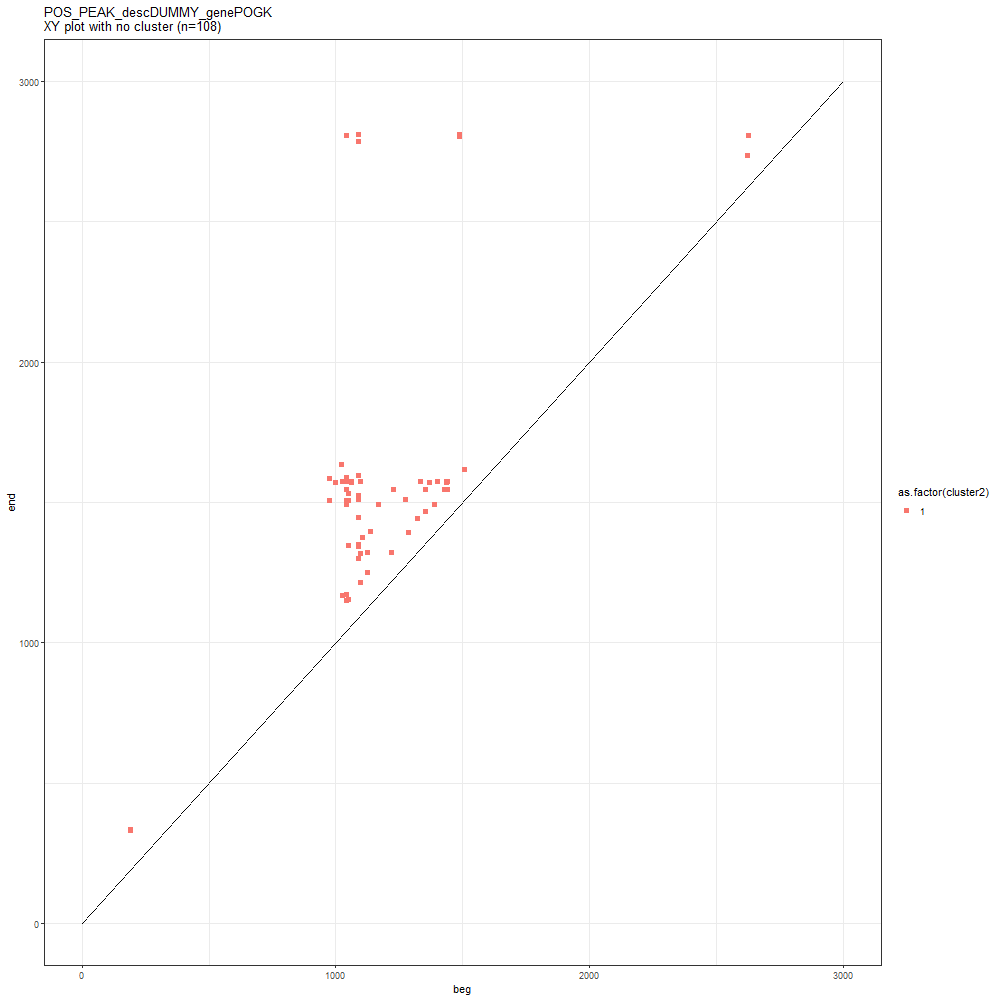 POS_PEAK_descDUMMY_genePOGK
XY plot with no cluster (n=108)
3000
2000
1000
0
end
0
1000
2000
3000
beg
as.factor(cluster2)
1